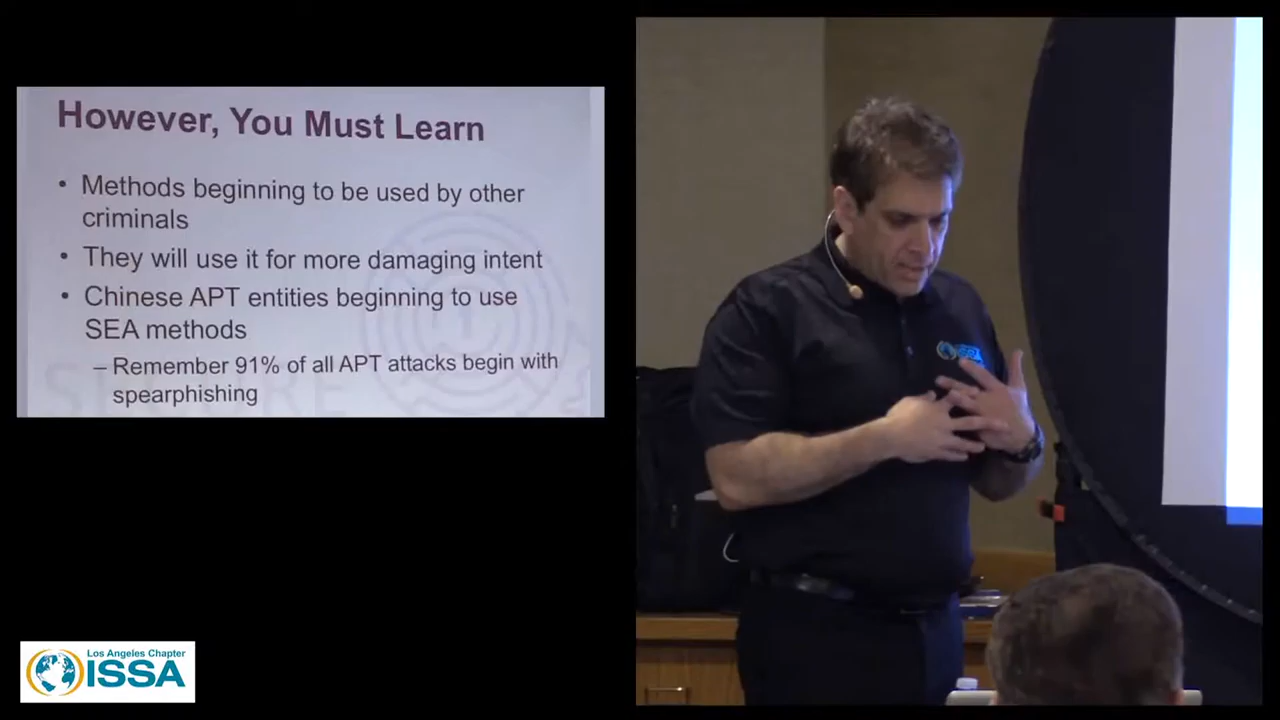 However, You Must Learn
• Methods beginning to be used by other
criminals
• They will use it for more damaging intent
• Chinese APT entities beginning to use
SEA methods
– Remember 91% of all APT attacks begin with
spearphishing
Los Angeles Chapter
ISSA
ISSA